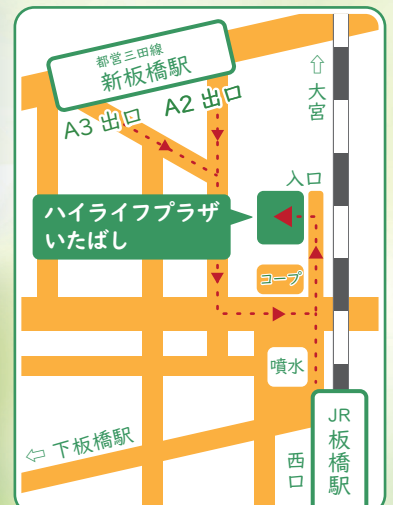 都営三田線
新板橋駅
A3 出口
A2 出口
⇧
大宮
入口
ハイライフプラザ
いたばし
コープ
噴水
⇦ 下板橋駅
西口
JR
板橋駅